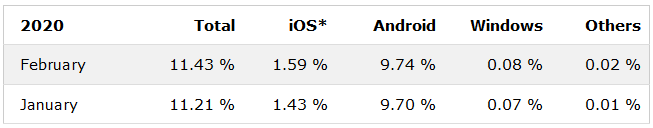 2020 Total iOS* Android Windows Others
February 11.43 % 1.59 % 9.74 % 0.08 % 0.02 %
January 11.21 % 1.43 % 9.70 % 0.07 % 0.01 %